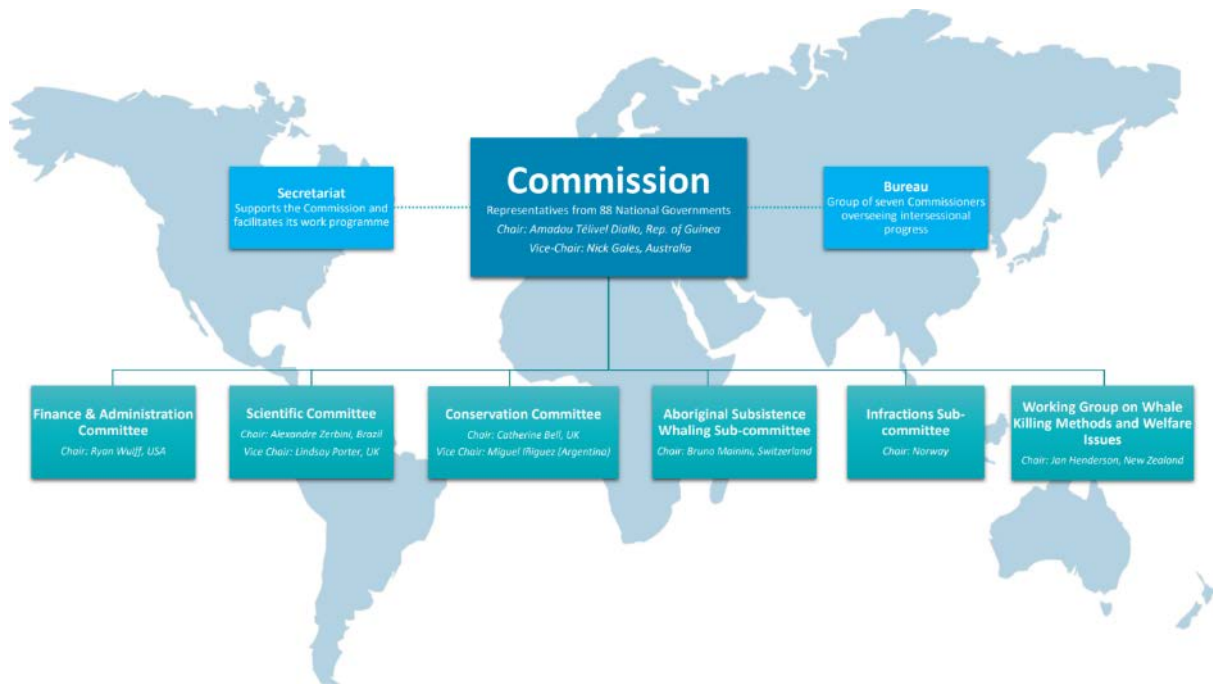 Commission
Representatives from 88 National Governments
Chair: Amadou Télivel Diallo, Rep. of Guinea
Vice-Chair: Nick Gales, Australia
Secretariat
Supports the Commission and
facilitates its work programme
Bureau
Group of seven Commissioners
overseeing intersessional
progress
Finance & Administration
Committee
Chair: Ryan Wulff, USA
Scientific Committee
Chair: Alexandre Zerbini, Brazil
Vice Chair: Lindsay Porter, UK
Conservation Committee
Chair: Catherine Bell, UK
Vice Chair: Miguel Iñíguez (Argentina)
Aboriginal Subsistence
Whaling Sub-committee
Chair: Bruno Mainini, Switzerland
Infractions Sub-
committee
Chair: Norway
Working Group on Whale
Killing Methods and Welfare
Issues
Chair: Jan Henderson, New Zealand